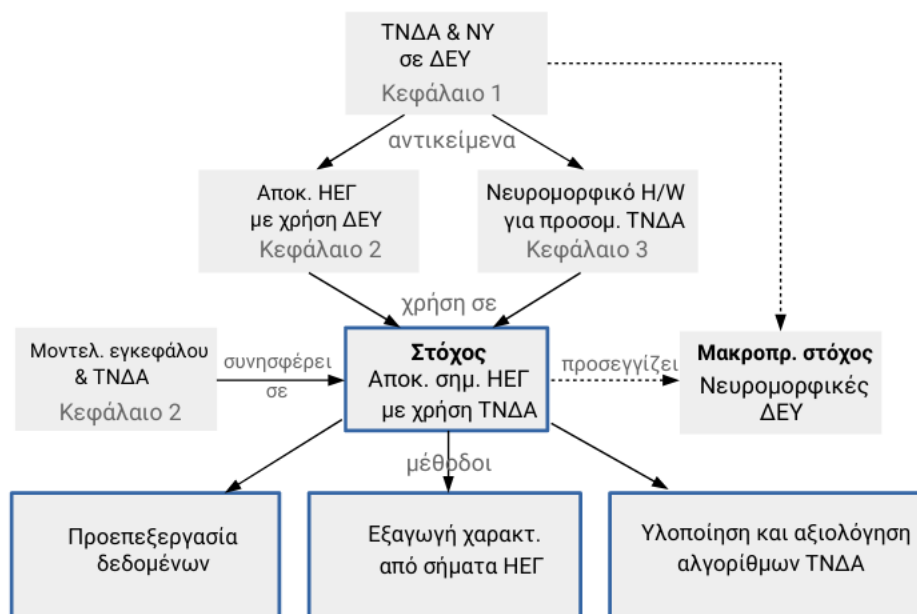 ΤΝΔΑ & ΝΥ
σε ΔΕΥ
Κεφάλαιο 1
αντικείμενα
Αποκ. ΗΕΓ
με χρήση ΔΕΥ
Κεφάλαιο 2
Νευρομορφικό H/W
για προσομ. ΤΝΔΑ
Κεφάλαιο 3
χρήση σε
Μοντελ. εγκεφάλου
& ΤΝΔΑ
Κεφάλαιο 2
συνησφέρει
σε
Στόχος
Αποκ. σημ. ΗΕΓ
με χρήση ΤΝΔΑ
προσεγγίζει
Μακροπρ. στόχος
Νευρομορφικές
ΔΕΥ
μέθοδοι
Προεπεξεργασία
δεδομένων
Εξαγωγή χαρακτ.
από σήματα ΗΕΓ
Υλοποίηση και αξιολόγηση
αλγορίθμων ΤΝΔΑ